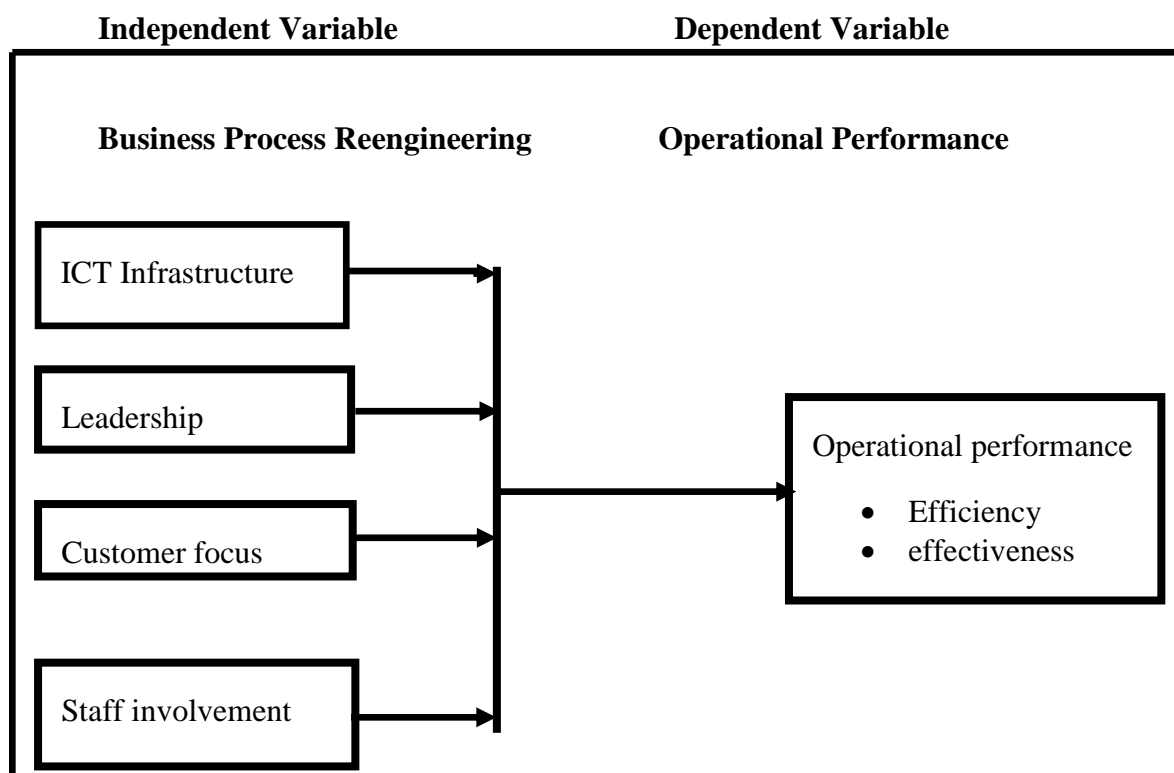 Independent Variable Dependent Variable
Business Process Reengineering Operational Performance
ICT Infrastructure
Leadership
Customer focus
Staff involvement
Operational performance
• Efficiency
• effectiveness